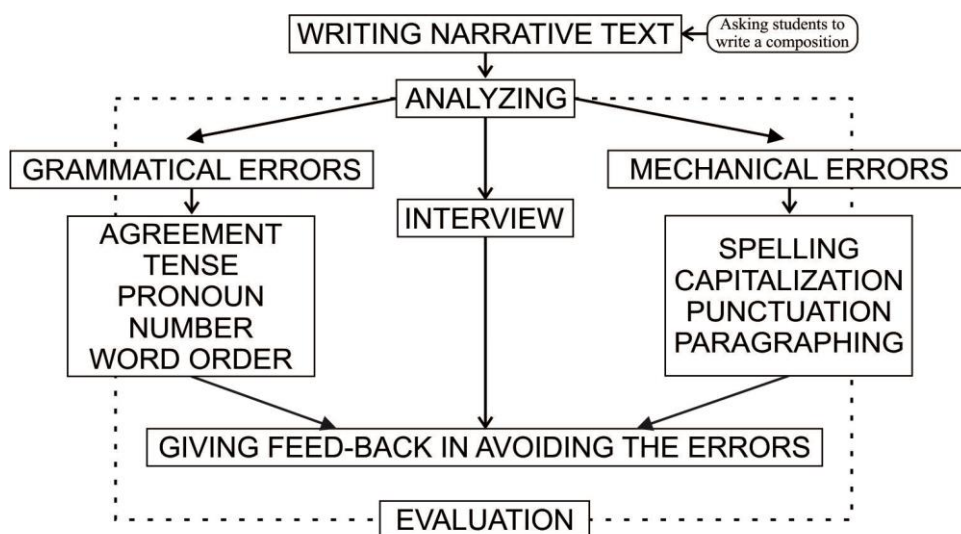 WRITING NARRATIVE TEXT
Asking students to
write a composition
ANALYZING
GRAMMATICAL ERRORS
MECHANICAL ERRORS
INTERVIEW
AGREEMENT
TENSE
PRONOUN
NUMBER
WORD ORDER
SPELLING
CAPITALIZATION
PUNCTUATION
PARAGRAPHING
GIVING FEED-BACK IN AVOIDING THE ERRORS
EVALUATION